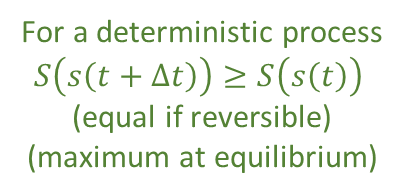 For a deterministic process
𝑆(𝑠(𝑡 + Δ𝑡)) ≥ 𝑆(𝑠(𝑡))
(equal if reversible)
(maximum at equilibrium)